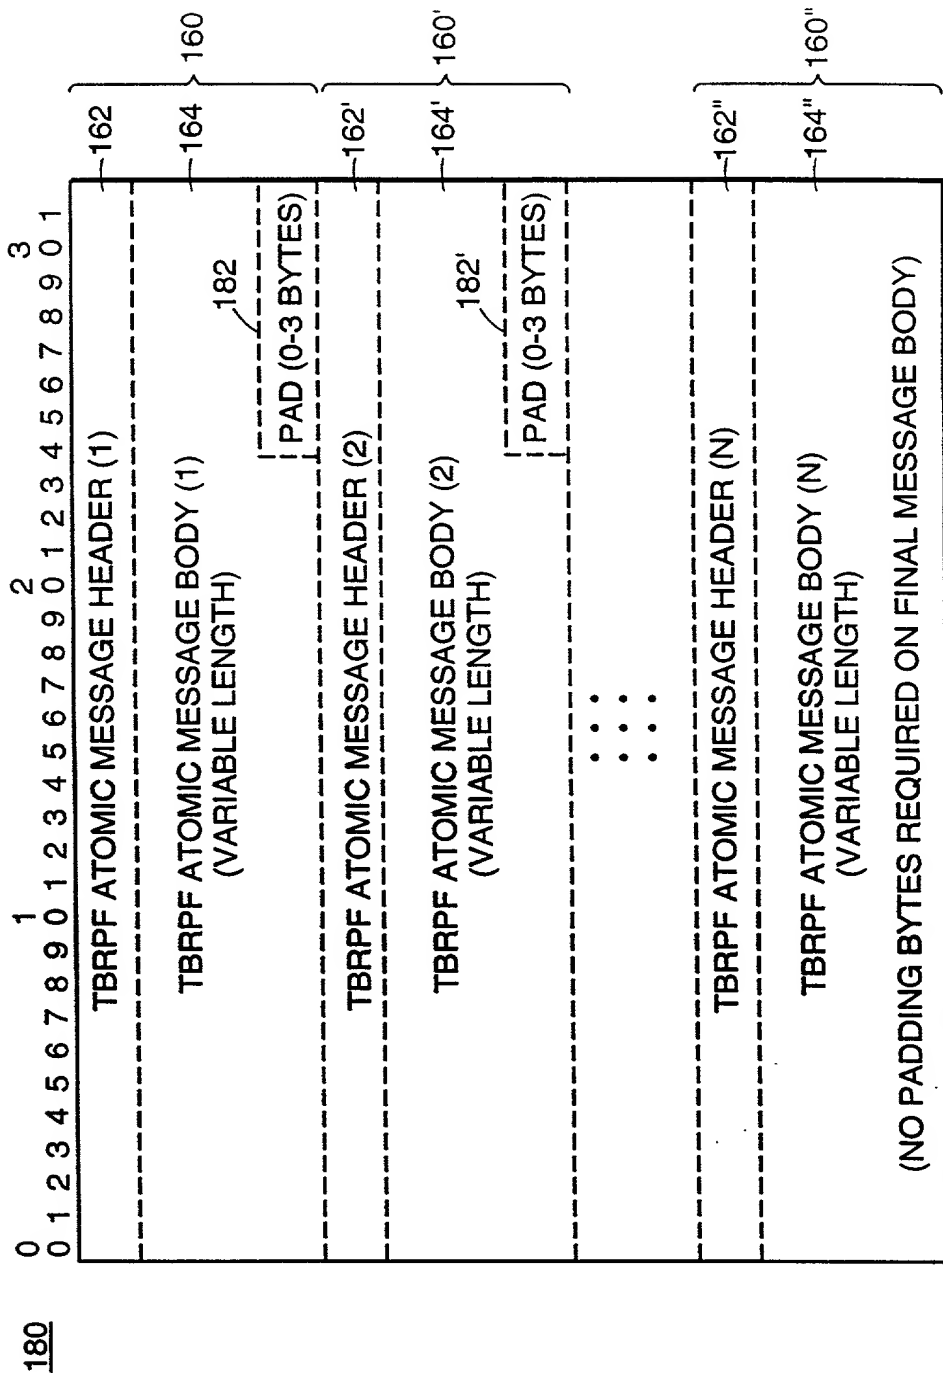 180
0 1 2 3
0 1 2 3 4 5 6 7 8 9 0 1 2 3 4 5 6 7 8 9 0 1 2 3 4 5 6 7 8 9 0 1
TBRPF ATOMIC MESSAGE HEADER (1)
162
TBRPF ATOMIC MESSAGE BODY (1)
(VARIABLE LENGTH)
164
160
182
PAD (0-3 BYTES)
TBRPF ATOMIC MESSAGE HEADER (2)
162'
TBRPF ATOMIC MESSAGE BODY (2)
(VARIABLE LENGTH)
164'
160'
182'
PAD (0-3 BYTES)
TBRPF ATOMIC MESSAGE HEADER (N)
162"
TBRPF ATOMIC MESSAGE BODY (N)
(VARIABLE LENGTH)
164"
160"
(NO PADDING BYTES REQUIRED ON FINAL MESSAGE BODY)